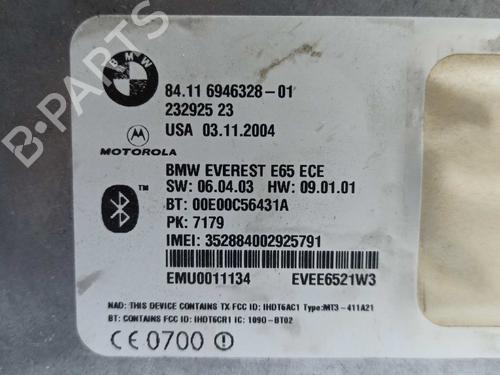 BMW
84.11 6946328-01
232925 23
USA 03.11.2004
MOTOROLA
BMW EVEREST E65 ECE
SW: 06.04.03 HW: 09.01.01
BT: 00E00C56431A
PK: 7179
IMEI: 352884002925791
EMU0011134 EVEE6521W3
NAD: THIS DEVICE CONTAINS TX FCC ID: IHDT6AC1 Type:MT3-411A21
BT: CONTAINS FCC ID: IHDT6CR1 IC: 1090-BT02
CE 0700
B-PARTS